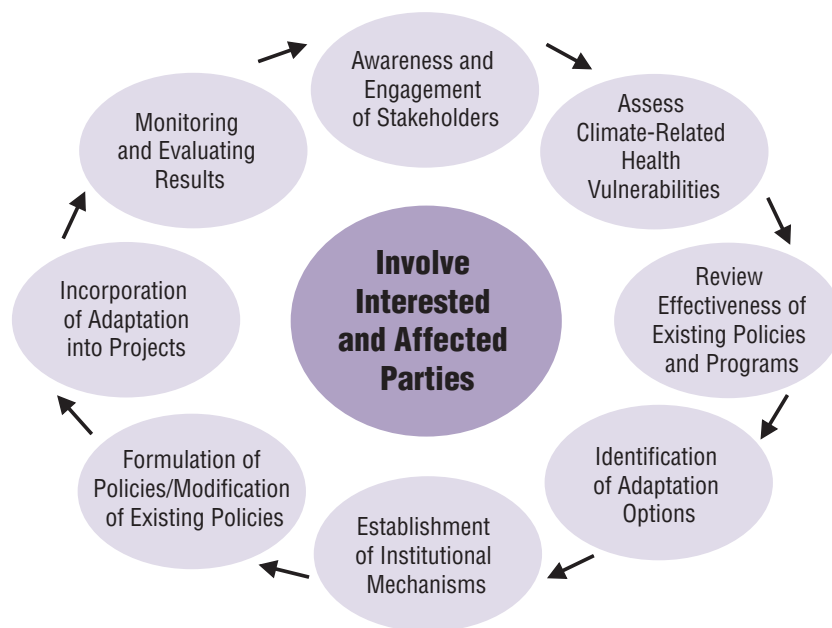 Awareness and
Engagement
of Stakeholders
Assess
Climate-Related
Health
Vulnerabilities
Review
Effectiveness of
Existing Policies
and Programs
Identification
of Adaptation
Options
Establishment
of Institutional
Mechanisms
Formulation of
Policies/Modification
of Existing Policies
Incorporation
of Adaptation
into Projects
Monitoring
and Evaluating
Results
Involve
Interested
and Affected
Parties